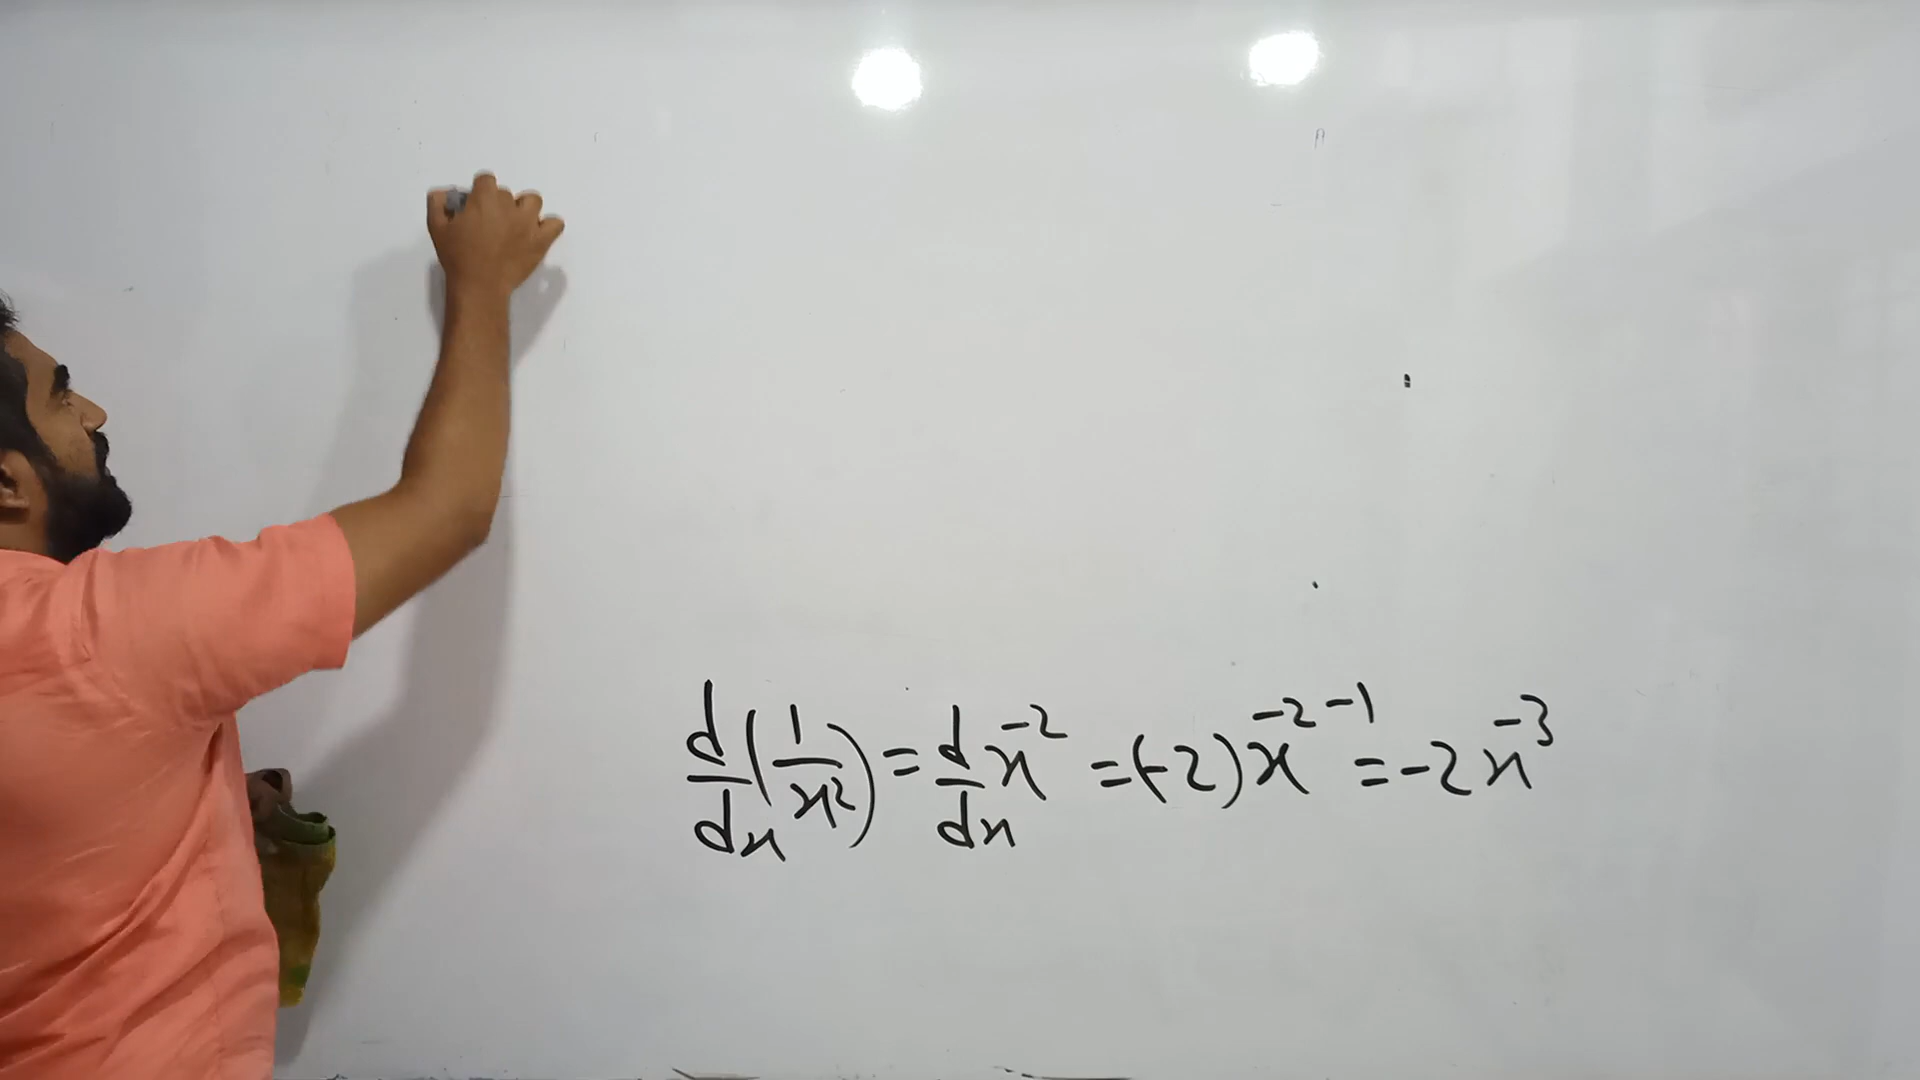 d/dx (1/x²) = d/dx x⁻² = (-2) x⁻²⁻¹ = -2x⁻³